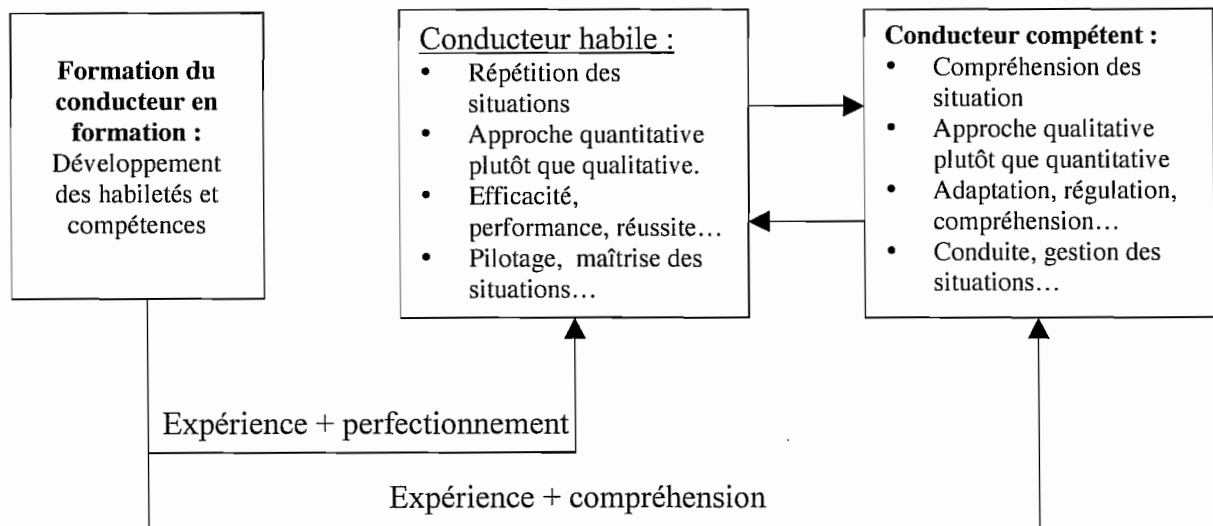 Formation du
conducteur en
formation :
Développement
des habiletés et
compétences
Conducteur habile :
• Répétition des
situations
• Approche quantitative
plutôt que qualitative.
• Efficacité,
performance, réussite…
• Pilotage, maîtrise des
situations…
Conducteur compétent :
• Compréhension des
situation
• Approche qualitative
plutôt que quantitative
• Adaptation, régulation,
compréhension…
• Conduite, gestion des
situations…
Expérience + perfectionnement
Expérience + compréhension